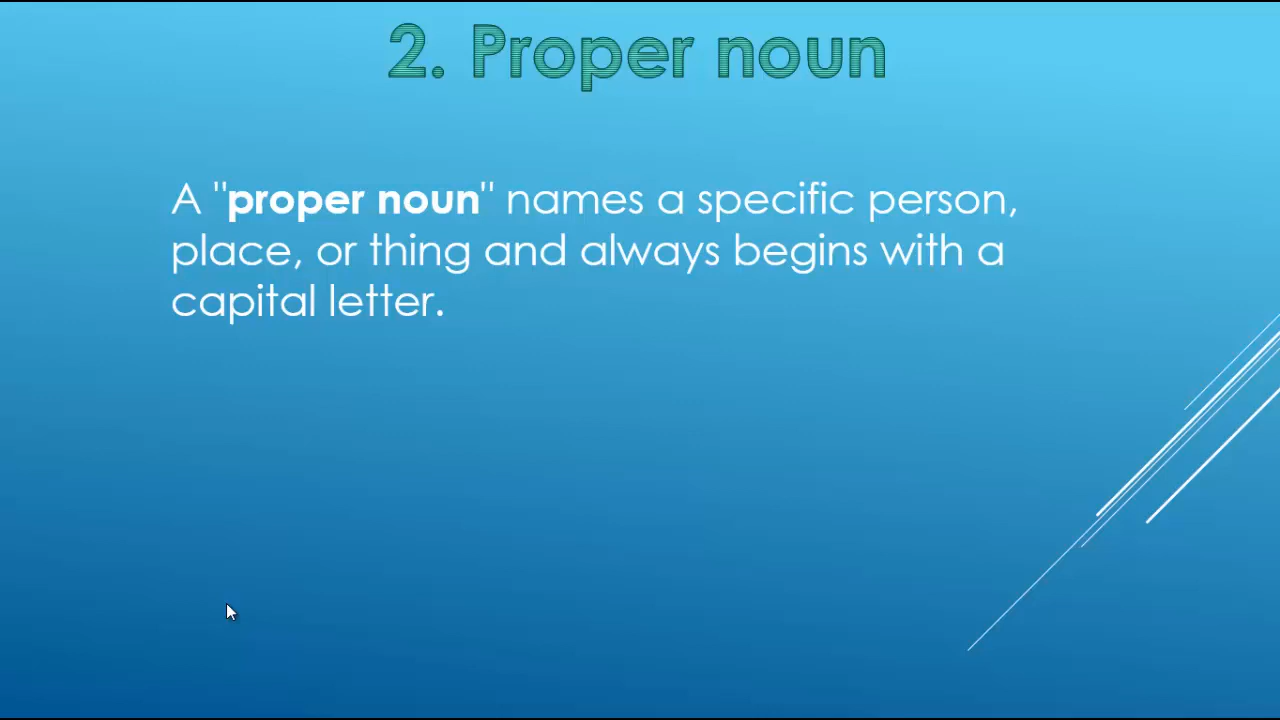 2. Proper noun
A "proper noun" names a specific person,
place, or thing and always begins with a
capital letter.